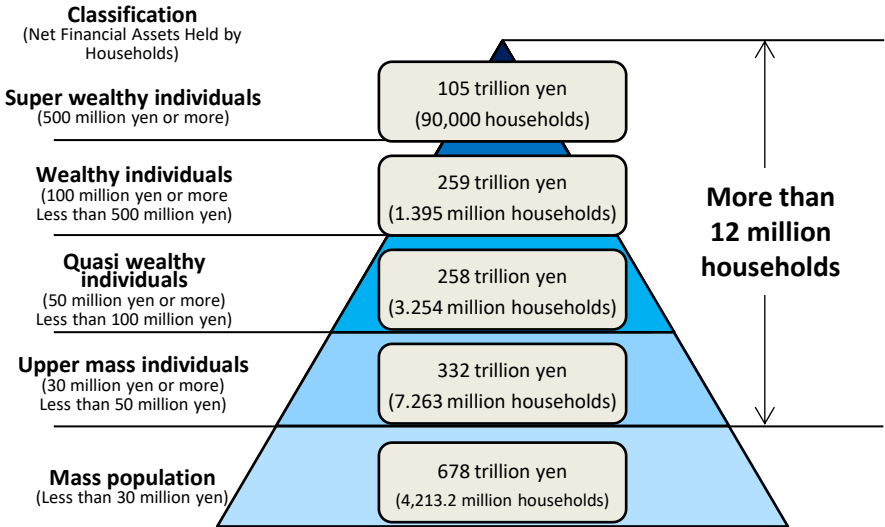 Classification
(Net Financial Assets Held by
Households)
Super wealthy individuals
(500 million yen or more)
105 trillion yen
(90,000 households)
Wealthy individuals
(100 million yen or more
Less than 500 million yen)
259 trillion yen
(1.395 million households)
Quasi wealthy
individuals
(50 million yen or more)
Less than 100 million yen)
258 trillion yen
(3.254 million households)
Upper mass individuals
(30 million yen or more)
Less than 50 million yen)
332 trillion yen
(7.263 million households)
Mass population
(Less than 30 million yen)
678 trillion yen
(4,213.2 million households)
More than
12 million
households